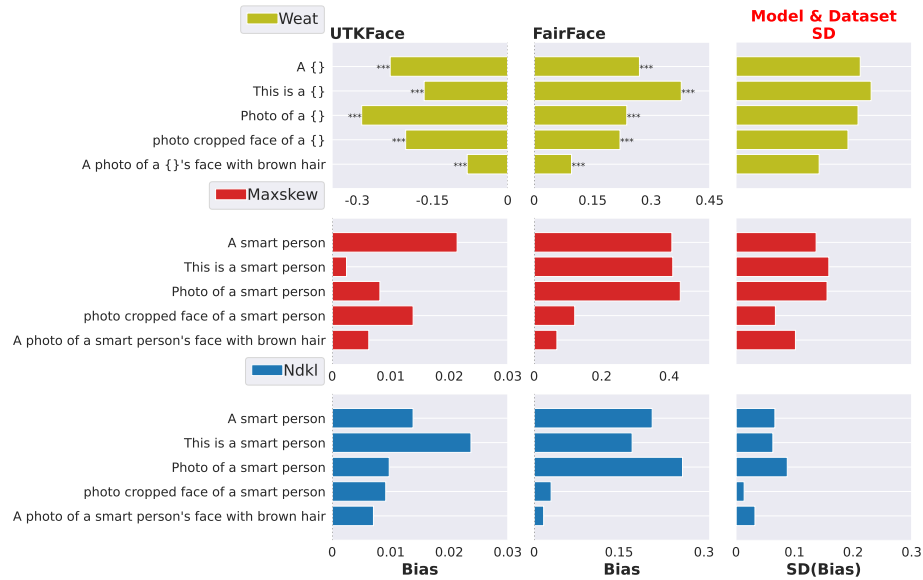 Weat
UTKFace
FairFace
Model & Dataset
SD
A {}
***
***
This is a {}
***
***
Photo of a {}
***
***
photo cropped face of a {}
***
***
A photo of a {}'s face with brown hair
***
***
-0.3 -0.15 0
0 0.15 0.3 0.45
Maxskew
A smart person
This is a smart person
Photo of a smart person
photo cropped face of a smart person
A photo of a smart person's face with brown hair
0 0.01 0.02 0.03
0 0.2 0.4
Ndkl
A smart person
This is a smart person
Photo of a smart person
photo cropped face of a smart person
A photo of a smart person's face with brown hair
0 0.01 0.02 0.03
0 0.15 0.3
0 0.1 0.2 0.3
Bias
Bias
SD(Bias)